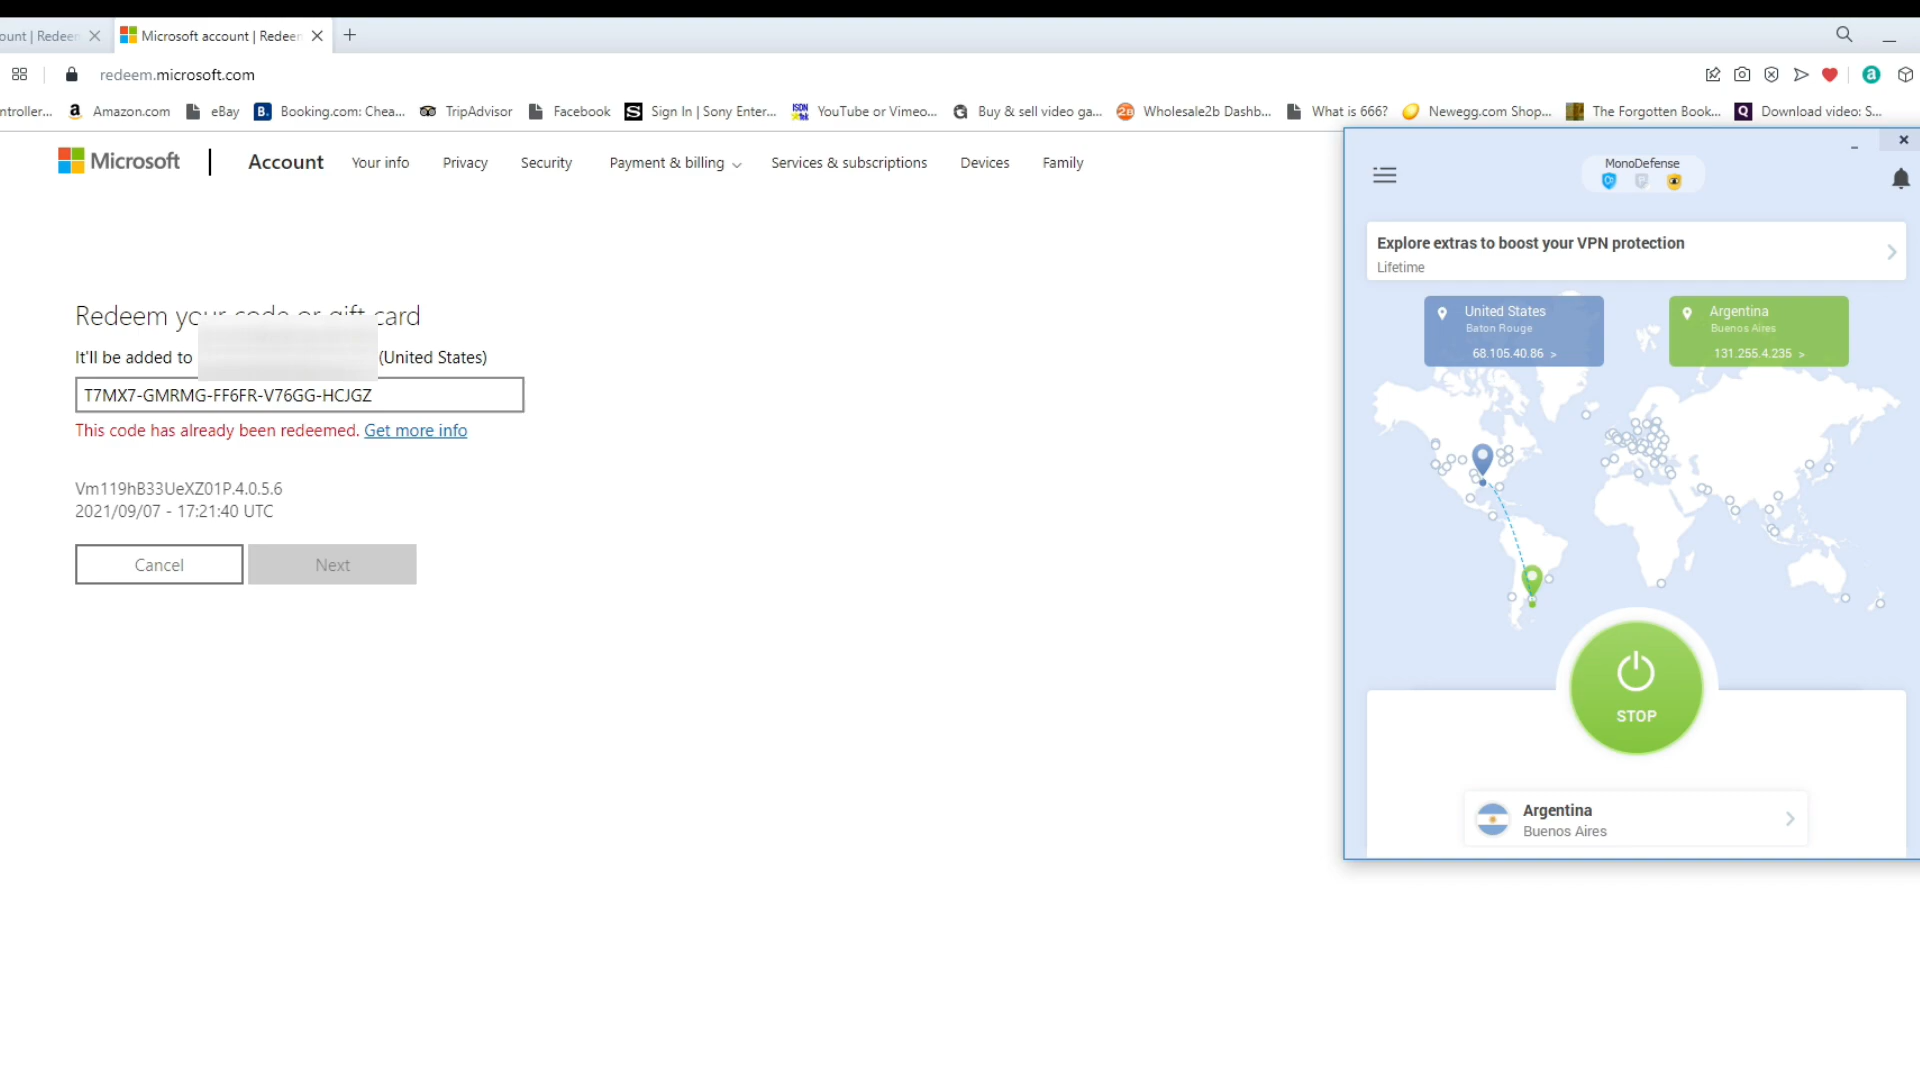 ount | Redeem
Microsoft account | Redeem
redeem.microsoft.com
ntroller...
Amazon.com
eBay
Booking.com: Chea...
TripAdvisor
Facebook
Sign In | Sony Enter...
YouTube or Vimeo...
Buy & sell video ga...
Wholesale2b Dashb...
What is 666?
Newegg.com Shop...
The Forgotten Book...
Download video: S...
Microsoft
Account
Your info
Privacy
Security
Payment & billing
Services & subscriptions
Devices
Family
Redeem your code or gift card
It'll be added to (United States)
T7MX7-GMRMG-FF6FR-V76GG-HCJGZ
This code has already been redeemed. Get more info
Vm119hB33UeXZ01P.4.0.5.6
2021/09/07 - 17:21:40 UTC
Cancel
Next
MonoDefense
Explore extras to boost your VPN protection
Lifetime
United States
Baton Rouge
68.105.40.86 >
Argentina
Buenos Aires
131.255.4.235 >
STOP
Argentina
Buenos Aires